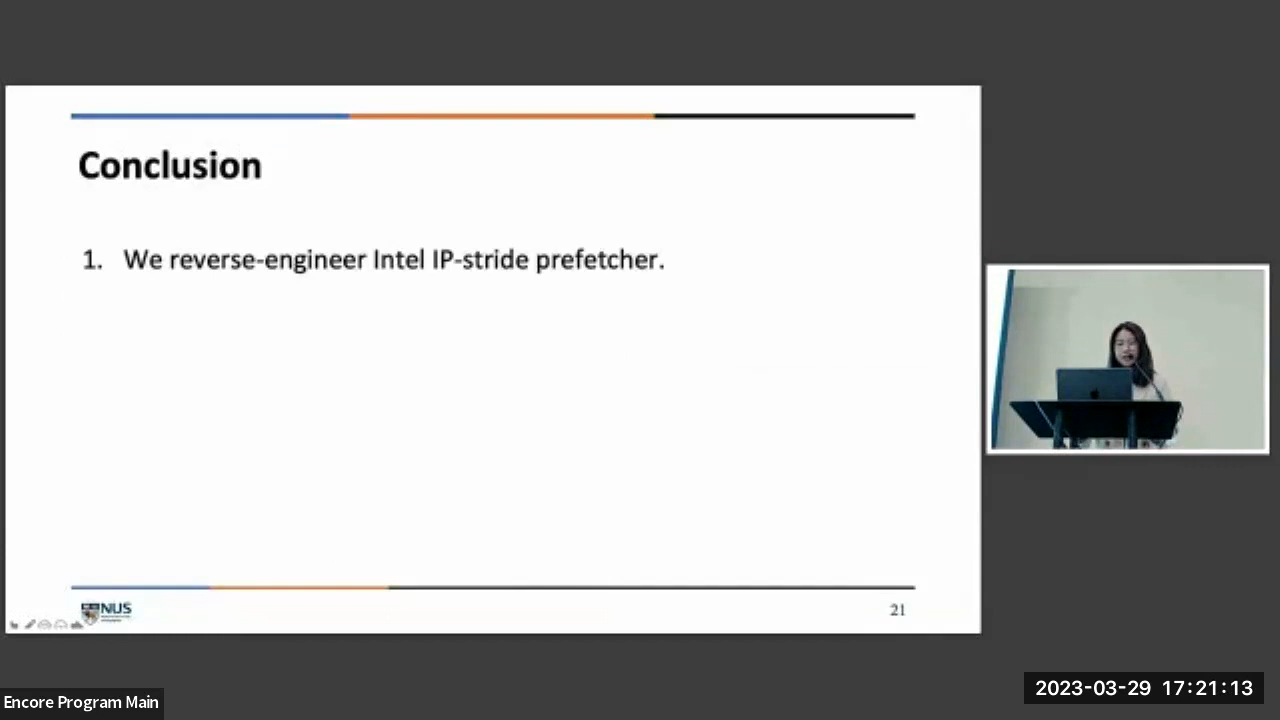 Conclusion
1. We reverse-engineer Intel IP-stride prefetcher.
NUS
21
Encore Program Main
2023-03-29 17:21:13